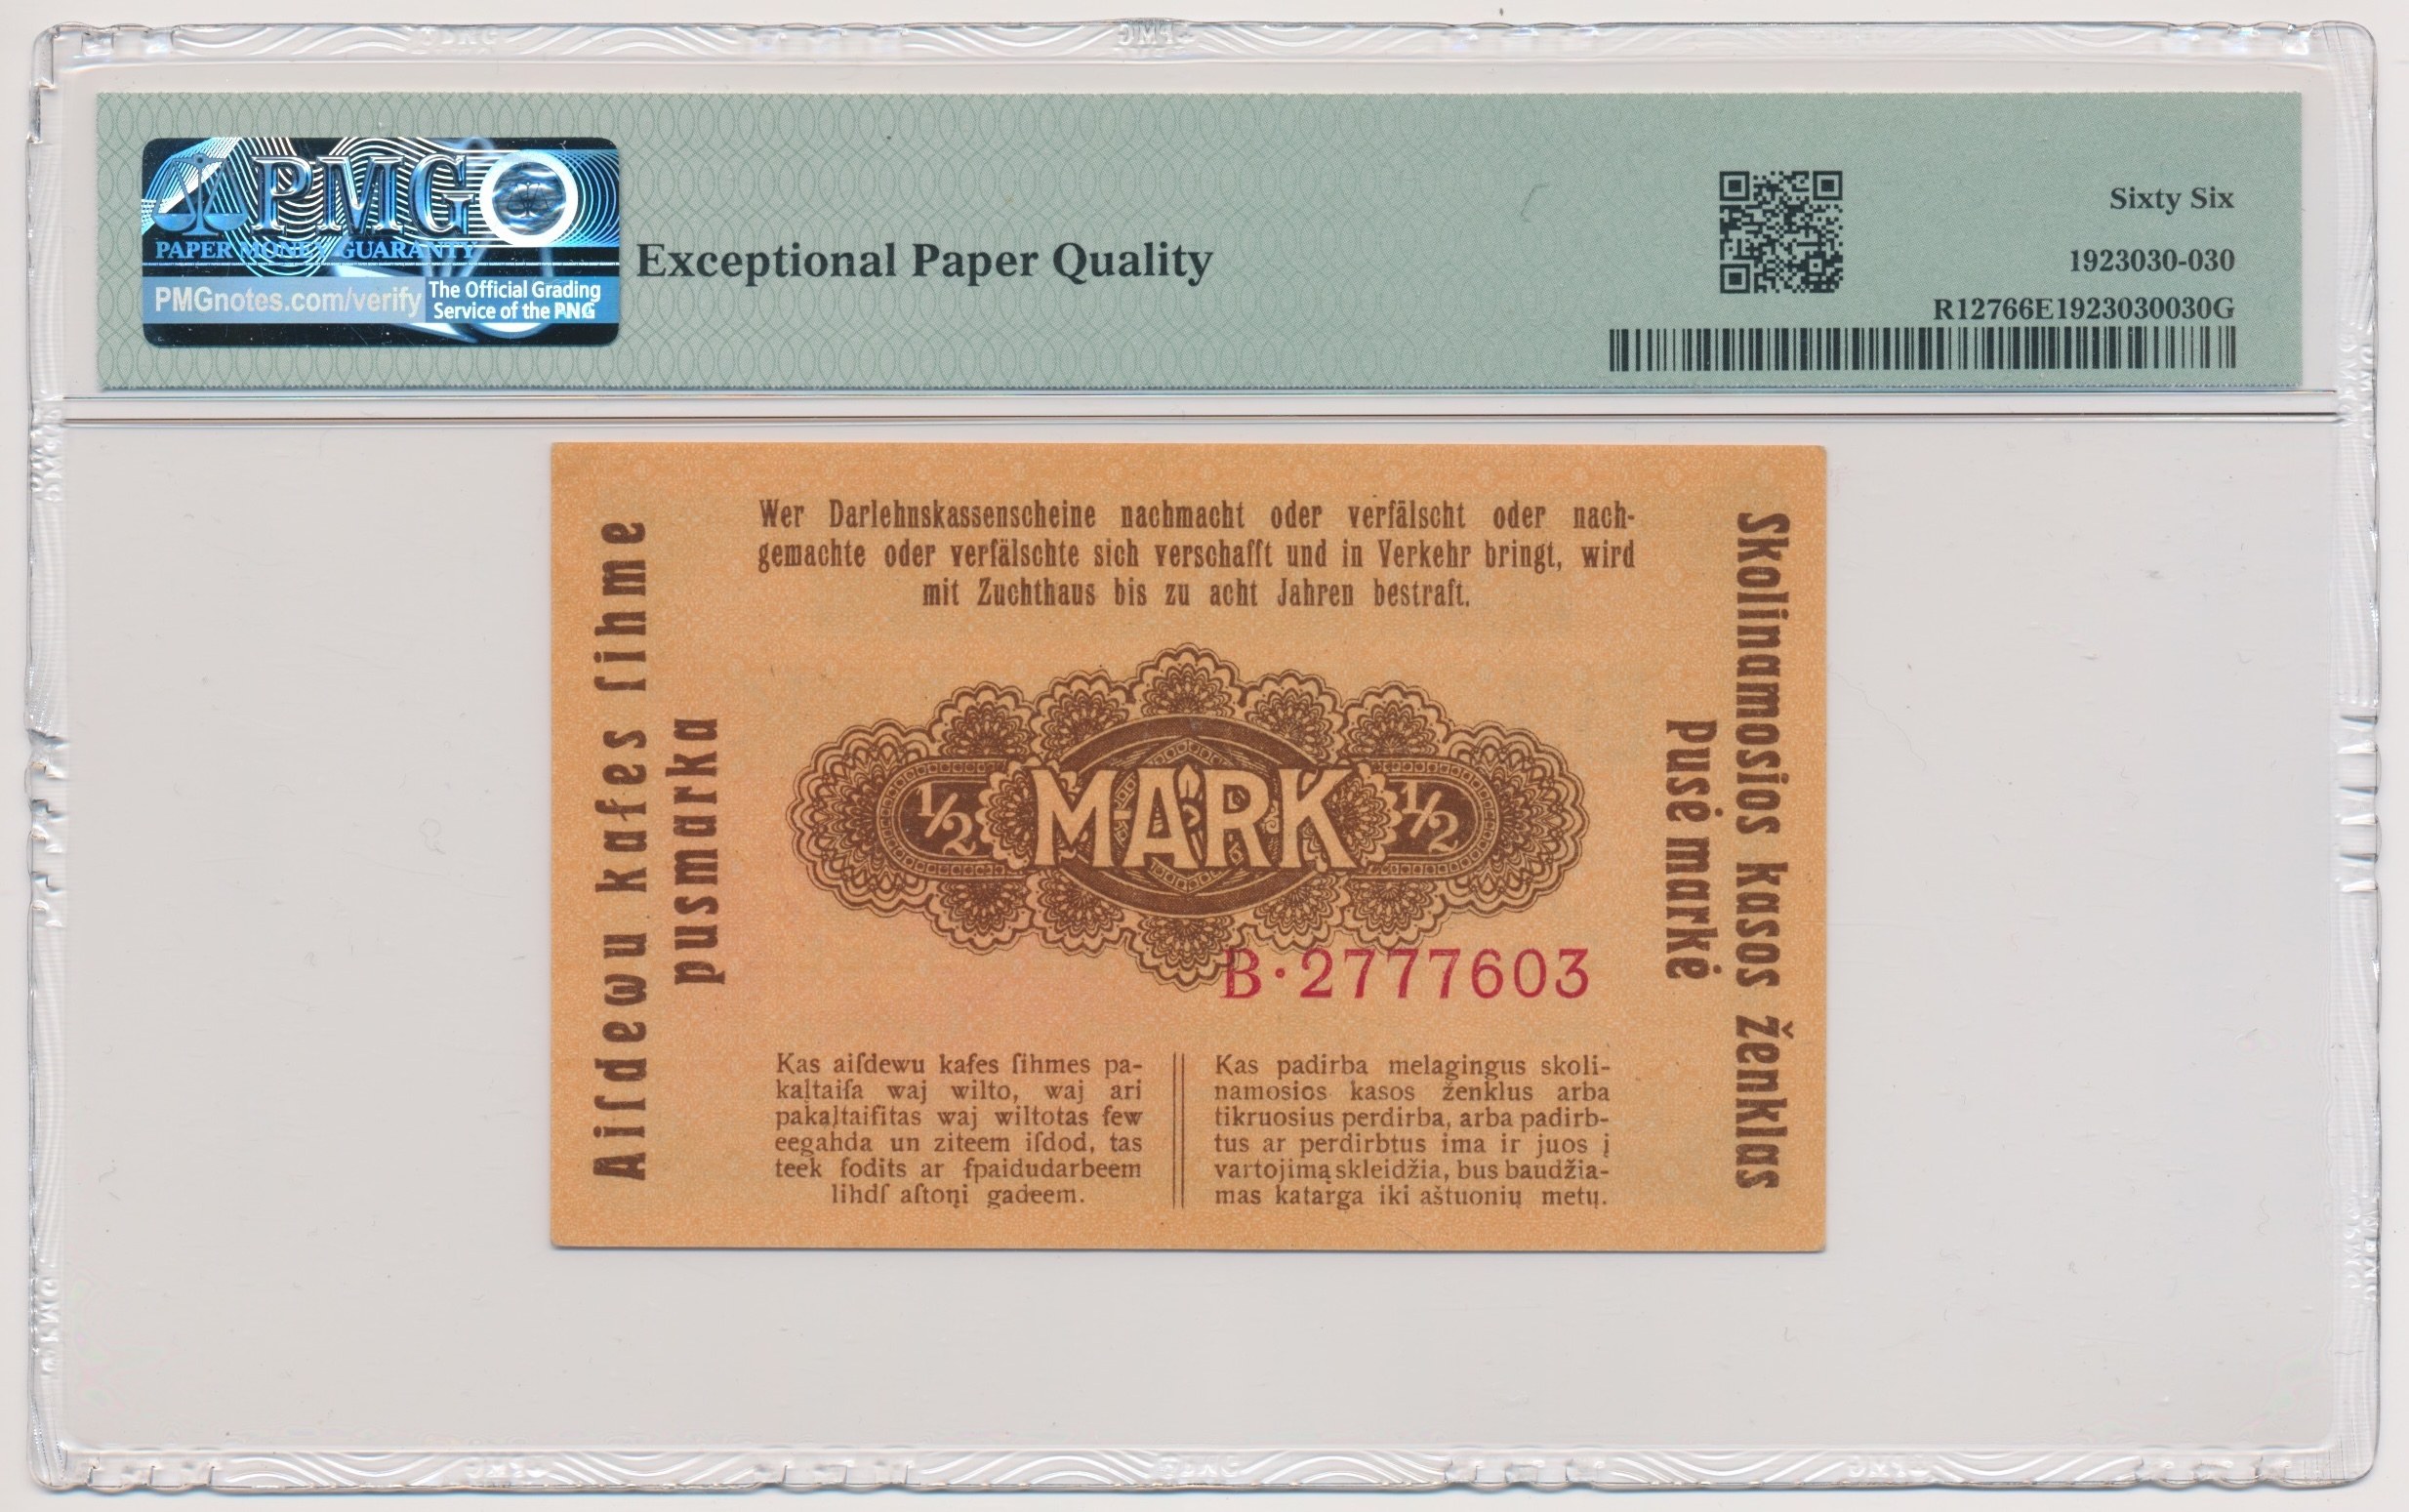 PMG
PAPER MONEY GUARANTY
PMGnotes.com/verify
The Official Grading
Service of the PNG
Exceptional Paper Quality
Sixty Six
1923030-030
R12766E1923030030G
Wer Darlehnskassenscheine nachmacht oder verfälscht oder nach-
gemachte oder verfälschte sich verschafft und in Verkehr bringt, wird
mit Zuchthaus bis zu acht Jahren bestraft.
Aiſdewu kaſes ſihme
pusmarka
½ MARK ½
B·2777603
Skolinamosios kasos ženklas
Pusė markė
Kas aiſdewu kaſes ſihmes pa-
kaļtaiſa waj wilto, waj ari
pakaļtaiſitas waj wiltotas ſew
eegahda un ziteem iſdod, tas
teek ſodits ar ſpaidudarbeem
lihdſ aſtoņi gadeem.
Kas padirba melagingus skoli-
namosios kasos ženklus arba
tikruosius perdirba, arba padirb-
tus ar perdirbtus ima ir juos į
vartojimą skleidžia, bus baudžia-
mas katarga iki aštuonių metų.